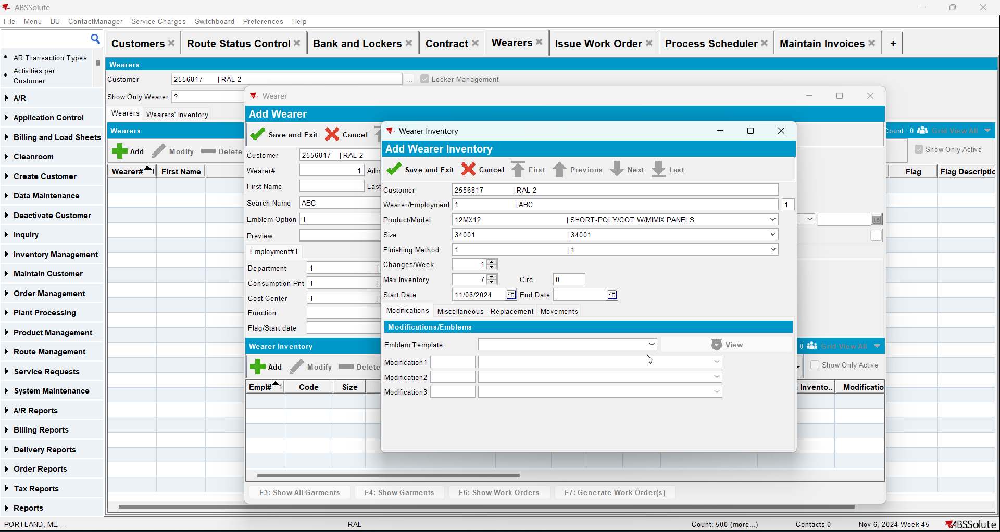 ABSSolute
File Menu BU ContactManager Service Charges Switchboard Preferences Help
Customers Route Status Control Bank and Lockers Contract Wearers Issue Work Order Process Scheduler Maintain Invoices +
AR Transaction Types
Activities per
Customer
A/R
Application Control
Billing and Load Sheets
Cleanroom
Create Customer
Data Maintenance
Deactivate Customer
Inquiry
Inventory Management
Maintain Customer
Order Management
Plant Processing
Product Management
Route Management
Service Requests
System Maintenance
A/R Reports
Billing Reports
Delivery Reports
Order Reports
Tax Reports
Reports
Wearers
Customer 2556817 | RAL 2 ... Locker Management
Show Only Wearer ?
Wearers Wearers' Inventory
Wearers
Count : 0 Grid View All
Add Modify Delete
Show Only Active
Wearer# 1 First Name
Flag Flag Descriptio
Wearer
Add Wearer
Save and Exit Cancel
Customer 2556817 | RAL 2
Wearer# 1 Adm
First Name Last
Search Name ABC
Emblem Option 1
Preview ...
Employment#1
Department 1 | -
Consumption Pnt 1 | -
Cost Center 1 | -
Function
Flag/Start date
Wearer Inventory
0 Grid View All
Add Modify Delete
Show Only Active
Empl# 1 Code Size
Invento... Modificatio
F3: Show All Garments F4: Show Garments F6: Show Work Orders F7: Generate Work Order(s)
Wearer Inventory
Add Wearer Inventory
Save and Exit Cancel First Previous Next Last
Customer 2556817 | RAL 2
Wearer/Employment 1 | ABC 1
Product/Model 12MX12 | SHORT-POLY/COT W/MIMIX PANELS
Size 34001 | 34001
Finishing Method 1 | 1
Changes/Week 1
Max Inventory 7 Circ. 0
Start Date 11/06/2024 End Date
Modifications Miscellaneous Replacement Movements
Modifications/Emblems
Emblem Template View
Modification1
Modification2
Modification3
PORTLAND, ME - - RAL Count: 500 (more...) Contacts 0 Nov 6, 2024 Week 45 ABSSolute